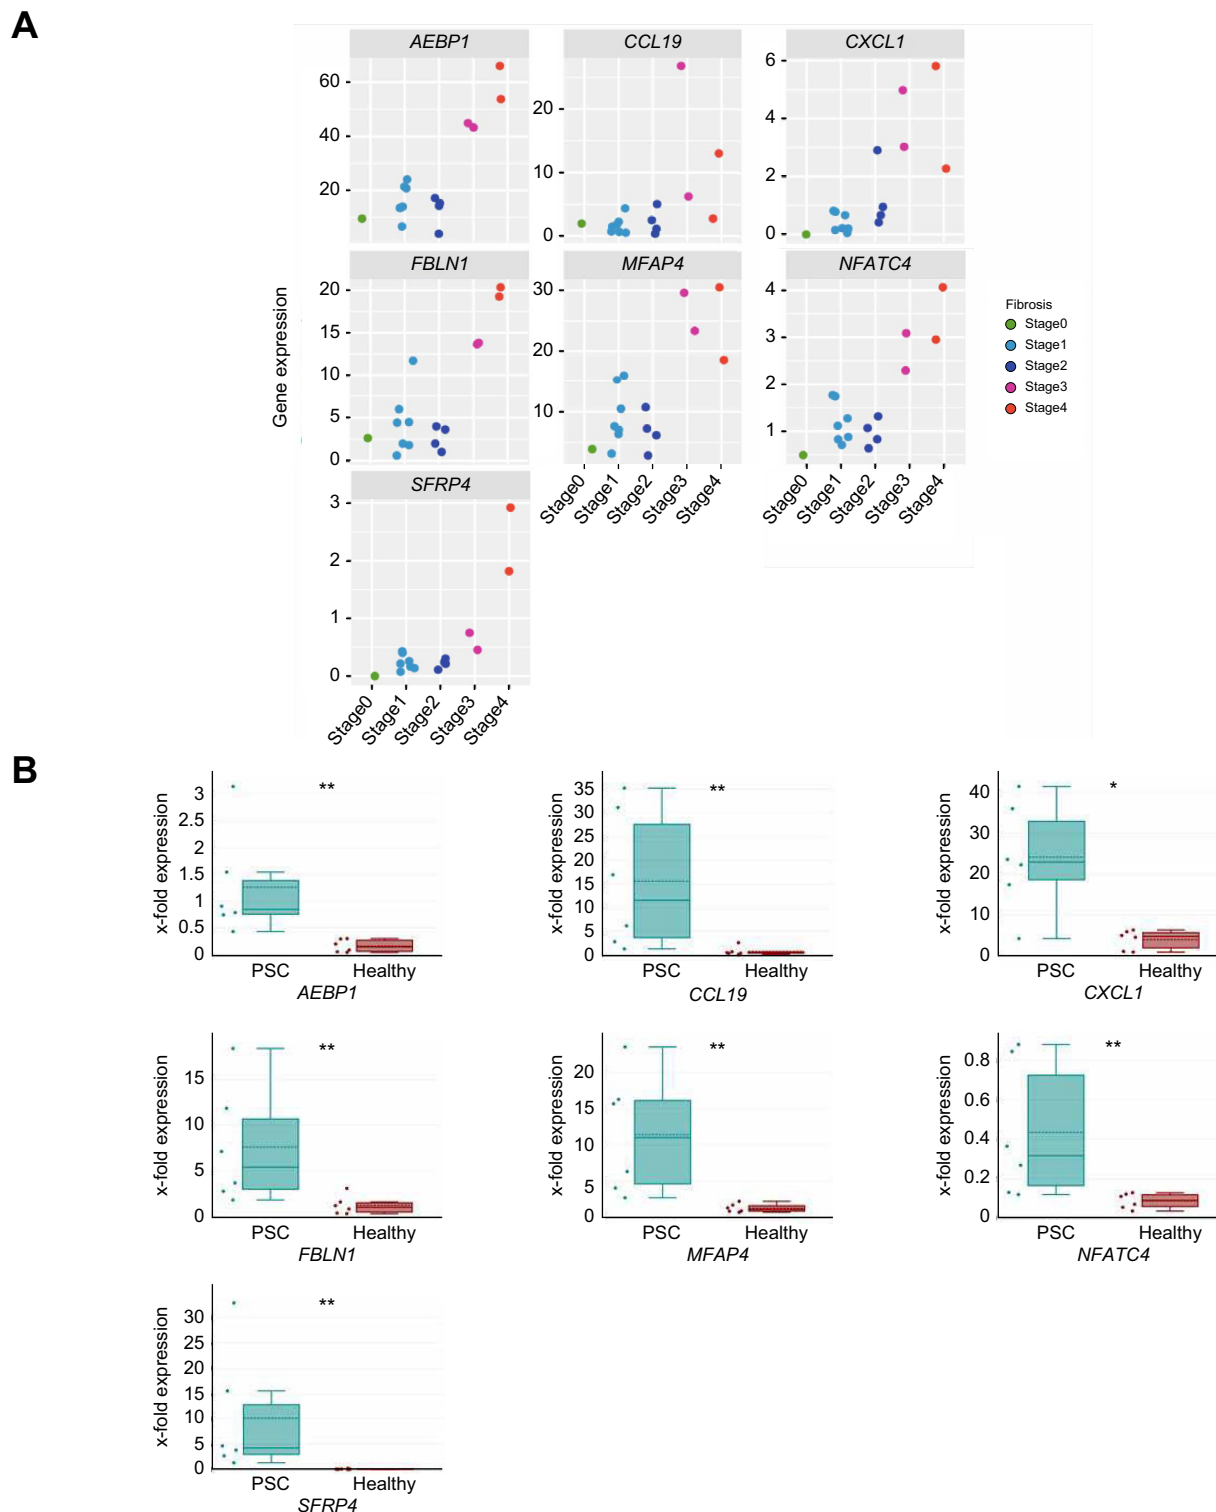 A
AEBP1 CCL19 CXCL1
60
40
20
20
10
0
6
4
2
0
FBLN1 MFAP4 NFATC4
Gene expression
20
15
10
5
0
30
20
10
4
3
2
1
Fibrosis
Stage0
Stage1
Stage2
Stage3
Stage4
Stage0 Stage1 Stage2 Stage3 Stage4
Stage0 Stage1 Stage2 Stage3 Stage4
SFRP4
3
2
1
0
Stage0 Stage1 Stage2 Stage3 Stage4
B
x-fold expression
3
2.5
2
1.5
1
0.5
0
**
PSC Healthy
AEBP1
x-fold expression
35
30
25
20
15
10
5
0
**
PSC Healthy
CCL19
x-fold expression
40
30
20
10
0
*
PSC Healthy
CXCL1
x-fold expression
15
10
5
0
**
PSC Healthy
FBLN1
x-fold expression
20
15
10
5
0
**
PSC Healthy
MFAP4
x-fold expression
0.8
0.6
0.4
0.2
0
**
PSC Healthy
NFATC4
x-fold expression
30
25
20
15
10
5
0
**
PSC Healthy
SFRP4